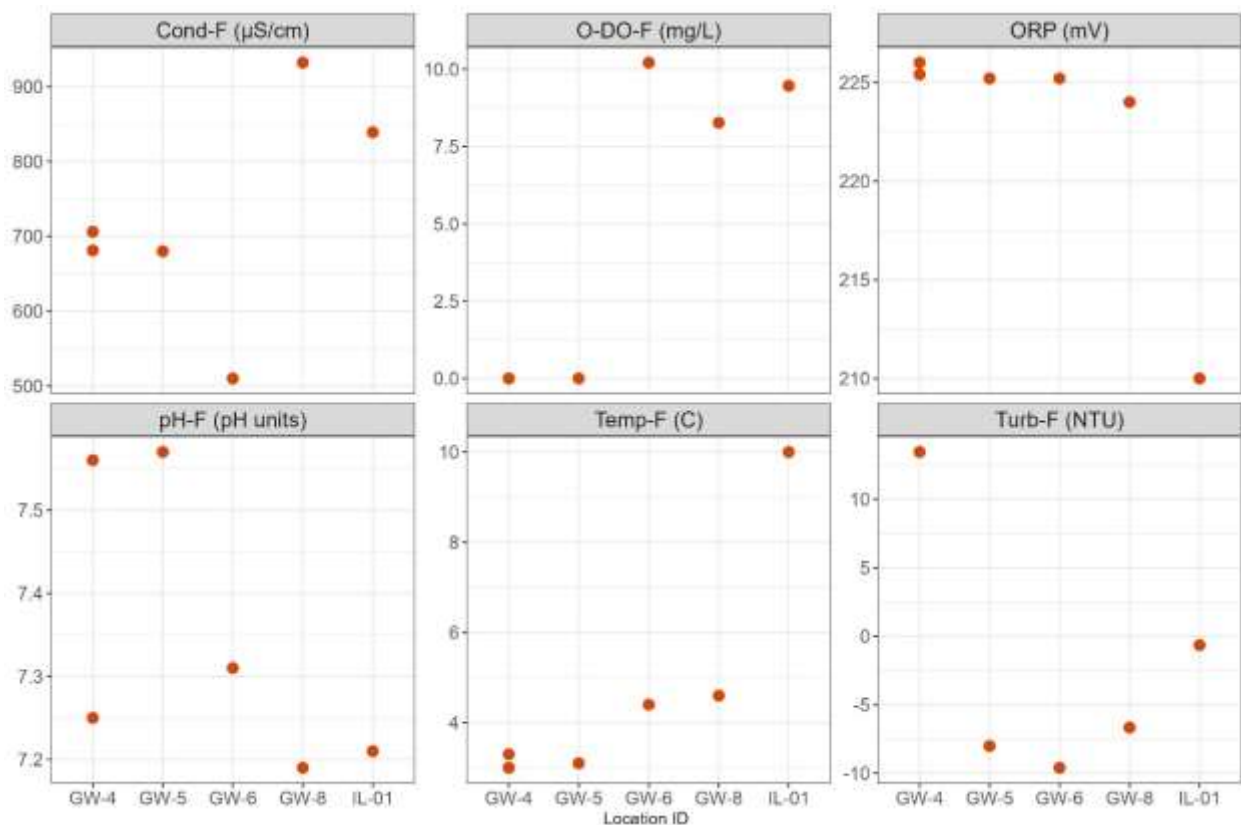 Cond-F (µS/cm)
O-DO-F (mg/L)
ORP (mV)
900
800
700
600
500
10.0
7.5
5.0
2.5
0.0
225
220
215
210
pH-F (pH units)
Temp-F (C)
Turb-F (NTU)
7.5
7.4
7.3
7.2
10
8
6
4
10
5
0
-5
-10
GW-4 GW-5 GW-6 GW-8 IL-01
GW-4 GW-5 GW-6 GW-8 IL-01
GW-4 GW-5 GW-6 GW-8 IL-01
Location ID